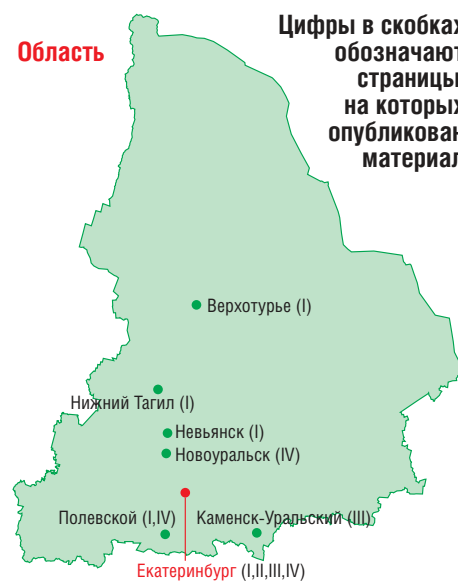 Область
Цифры в скобках
обозначают
страницы,
на которых
опубликован
материал
Верхотурье (I)
Нижний Тагил (I)
Невьянск (I)
Новоуральск (IV)
Полевской (I,IV)
Каменск-Уральский (III)
Екатеринбург (I,II,III,IV)